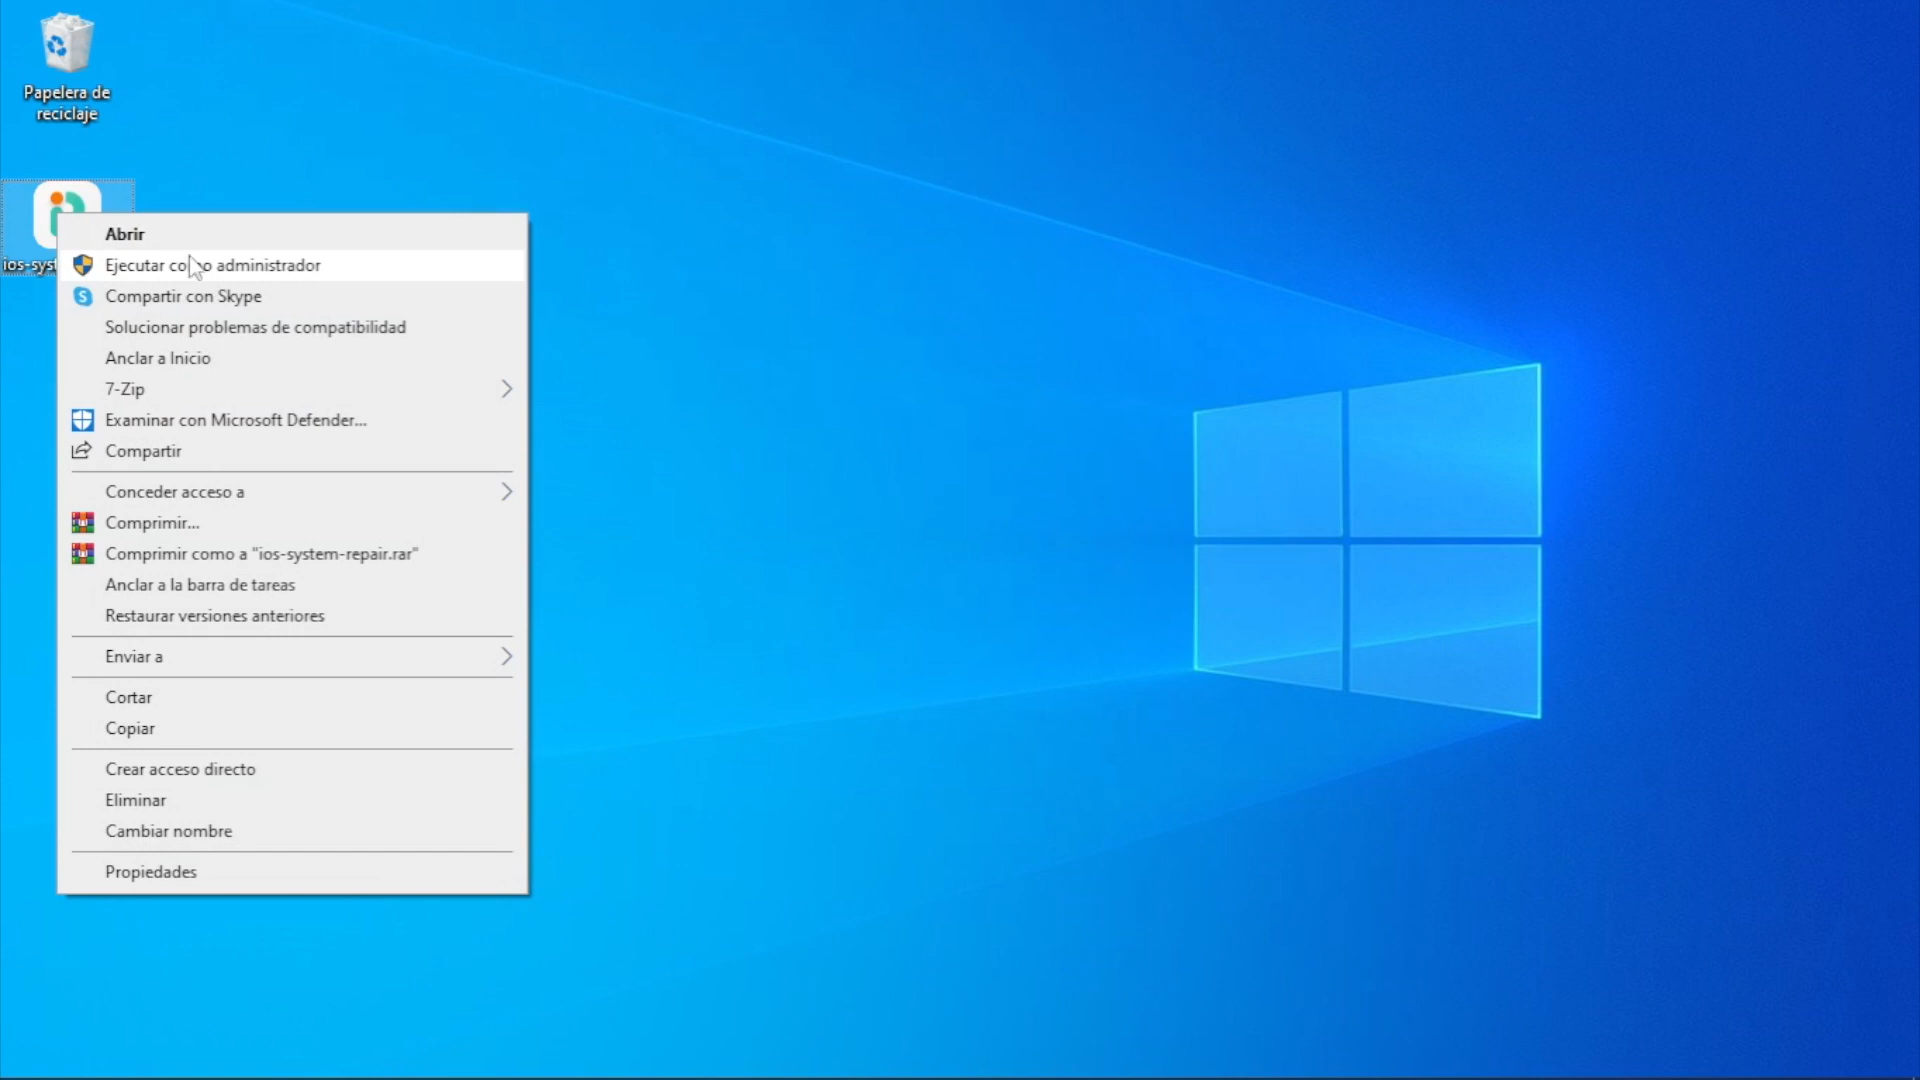 Papelera de
reciclaje
ios-syst
Abrir
Ejecutar como administrador
Compartir con Skype
Solucionar problemas de compatibilidad
Anclar a Inicio
7-Zip
Examinar con Microsoft Defender...
Compartir
Conceder acceso a
Comprimir...
Comprimir como a "ios-system-repair.rar"
Anclar a la barra de tareas
Restaurar versiones anteriores
Enviar a
Cortar
Copiar
Crear acceso directo
Eliminar
Cambiar nombre
Propiedades